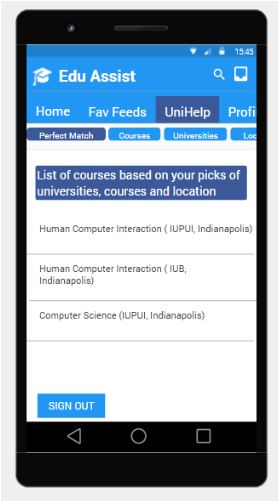 15:45
Edu Assist
Home Fav Feeds UniHelp Profi
Perfect Match Courses Universities Loc
List of courses based on your picks of
universities, courses and location
Human Computer Interaction ( IUPUI, Indianapolis)
Human Computer Interaction ( IUB,
Indianapolis)
Computer Science (IUPUI, Indianapolis)
SIGN OUT